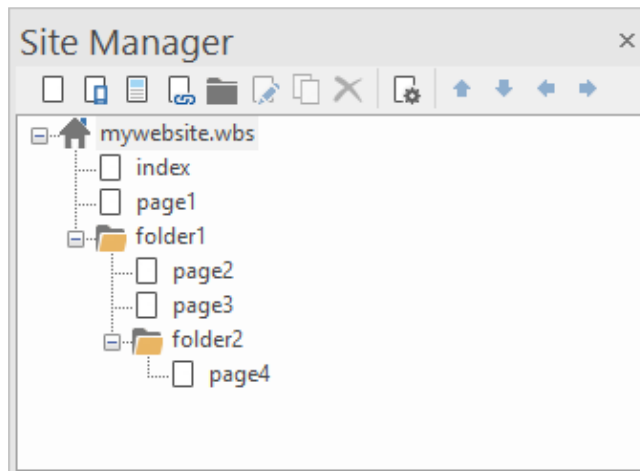 Site Manager
mywebsite.wbs
index
page1
folder1
page2
page3
folder2
page4